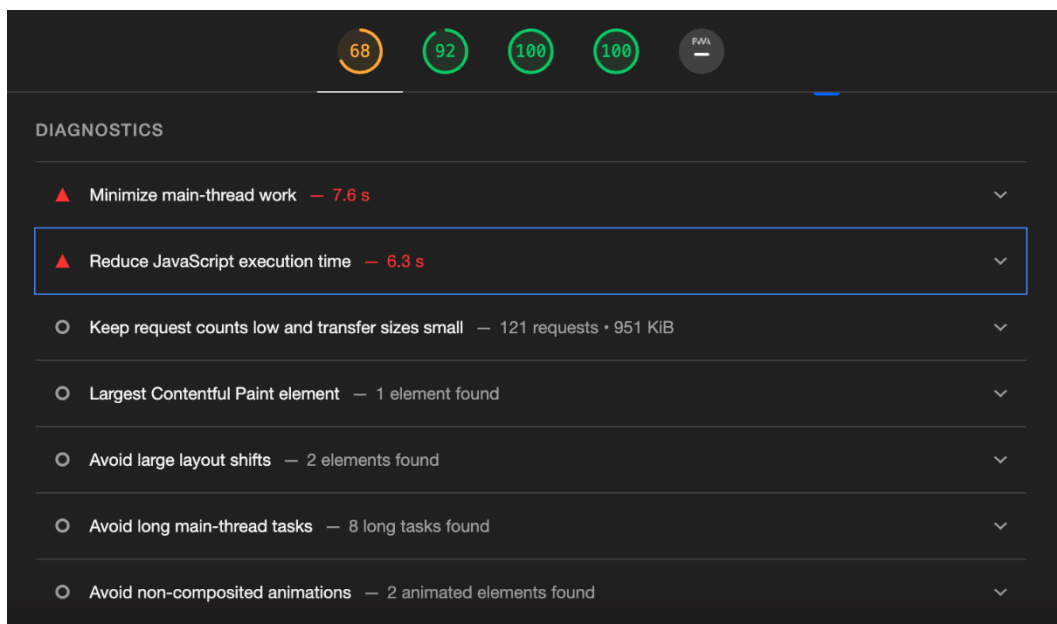 68 92 100 100 PWA
DIAGNOSTICS
Minimize main-thread work — 7.6 s
Reduce JavaScript execution time — 6.3 s
Keep request counts low and transfer sizes small — 121 requests • 951 KiB
Largest Contentful Paint element — 1 element found
Avoid large layout shifts — 2 elements found
Avoid long main-thread tasks — 8 long tasks found
Avoid non-composited animations — 2 animated elements found